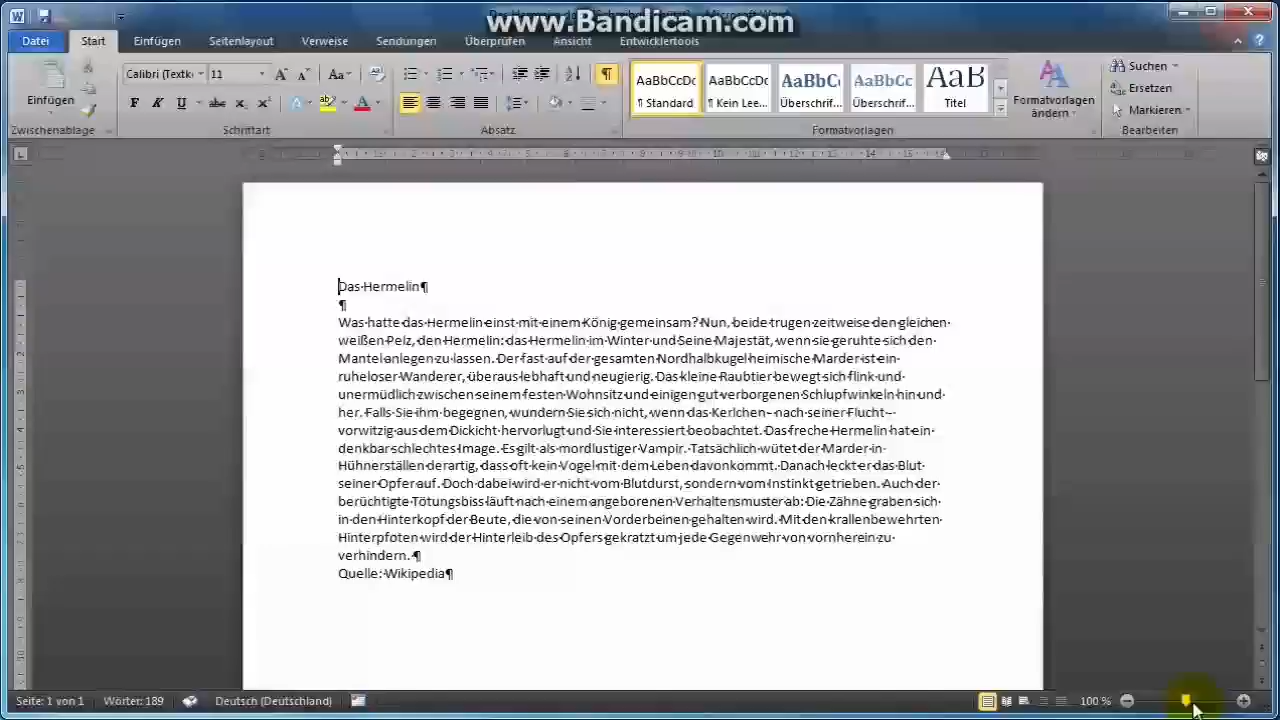 www.Bandicam.com
Datei Start Einfügen Seitenlayout Verweise Sendungen Überprüfen Ansicht Entwicklertools
Calibri (Textk 11 Aa AaBbCcDc AaBbCcDc AaBbC AaBbCc AaB Suchen
Einfügen F K U abc x₂ x² A ab A ¶ Standard ¶ Kein Lee... Überschrif... Überschrif... Titel Formatvorlagen ändern Ersetzen
Markieren
Zwischenablage Schriftart Absatz Formatvorlagen Bearbeiten
Das Hermelin¶
¶
Was hatte das Hermelin einst mit einem König gemeinsam? Nun, beide trugen zeitweise den gleichen
weißen Pelz, den Hermelin: das Hermelin im Winter und Seine Majestät, wenn sie geruhte sich den
Mantel anlegen zu lassen. Der fast auf der gesamten Nordhalbkugel heimische Marder ist ein
ruheloser Wanderer, überaus lebhaft und neugierig. Das kleine Raubtier bewegt sich flink und
unermüdlich zwischen seinem festen Wohnsitz und einigen gut verborgenen Schlupfwinkeln hin und
her. Falls Sie ihm begegnen, wundern Sie sich nicht, wenn das Kerlchen – nach seiner Flucht –
vorwitzig aus dem Dickicht hervorlugt und Sie interessiert beobachtet. Das freche Hermelin hat ein
denkbar schlechtes Image. Es gilt als mordlustiger Vampir. Tatsächlich wütet der Marder in
Hühnerställen derartig, dass oft kein Vogel mit dem Leben davonkommt. Danach leckt er das Blut
seiner Opfer auf. Doch dabei wird er nicht vom Blutdurst, sondern vom Instinkt getrieben. Auch der
berüchtigte Tötungsbiss läuft nach einem angeborenen Verhaltensmuster ab: Die Zähne graben sich
in den Hinterkopf der Beute, die von seinen Vorderbeinen gehalten wird. Mit den krallenbewehrten
Hinterpfoten wird der Hinterleib des Opfers gekratzt um jede Gegenwehr von vornherein zu
verhindern. ¶
Quelle: Wikipedia¶
Seite: 1 von 1 Wörter: 189 Deutsch (Deutschland) 100 %